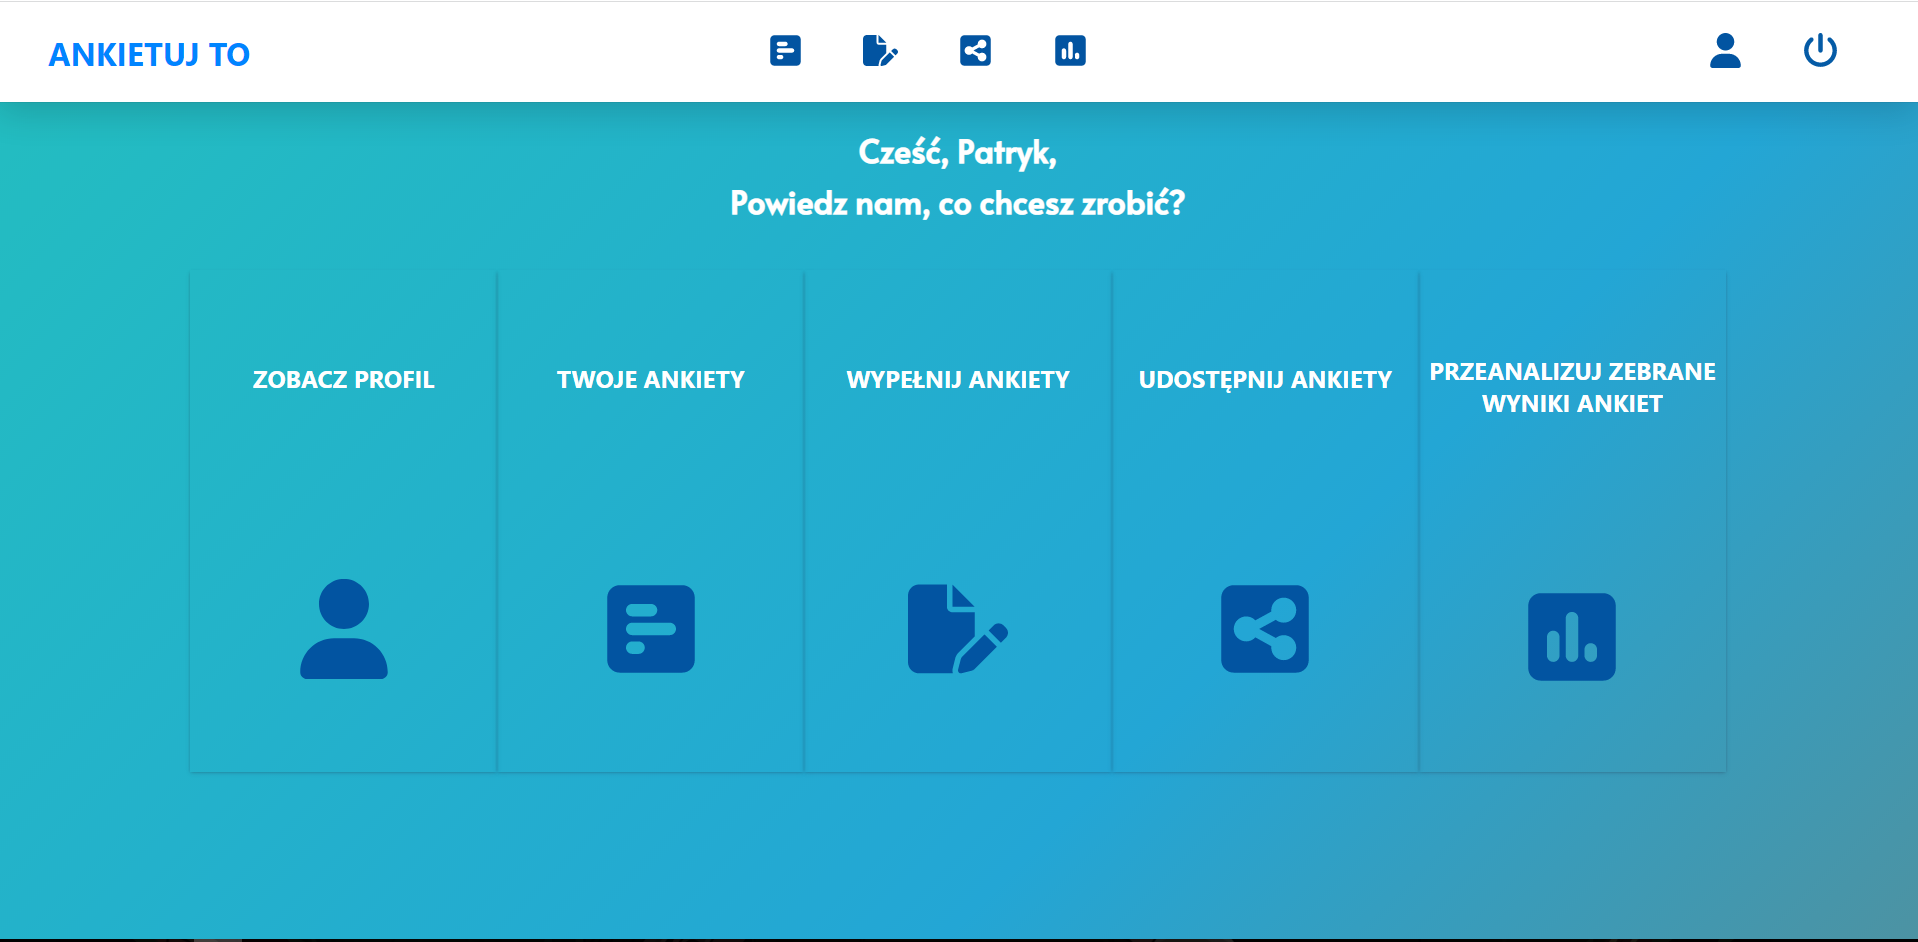 ANKIETUJ TO
Cześć, Patryk,
Powiedz nam, co chcesz zrobić?
ZOBACZ PROFIL
TWOJE ANKIETY
WYPEŁNIJ ANKIETY
UDOSTĘPNIJ ANKIETY
PRZEANALIZUJ ZEBRANE
WYNIKI ANKIET